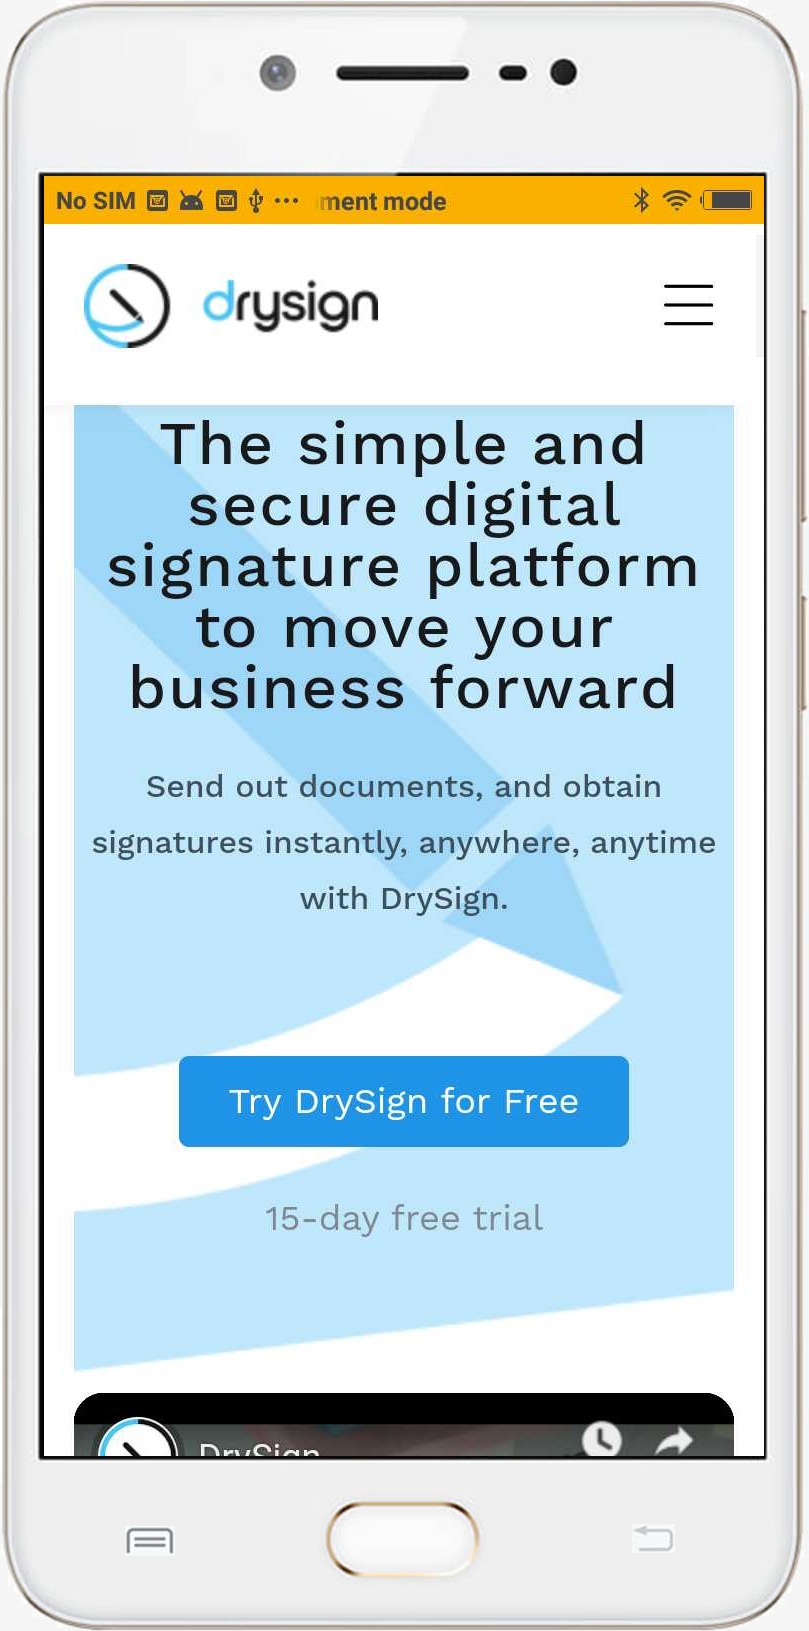 No SIM ment mode
drysign
The simple and
secure digital
signature platform
to move your
business forward
Send out documents, and obtain
signatures instantly, anywhere, anytime
with DrySign.
Try DrySign for Free
15-day free trial
DrySign